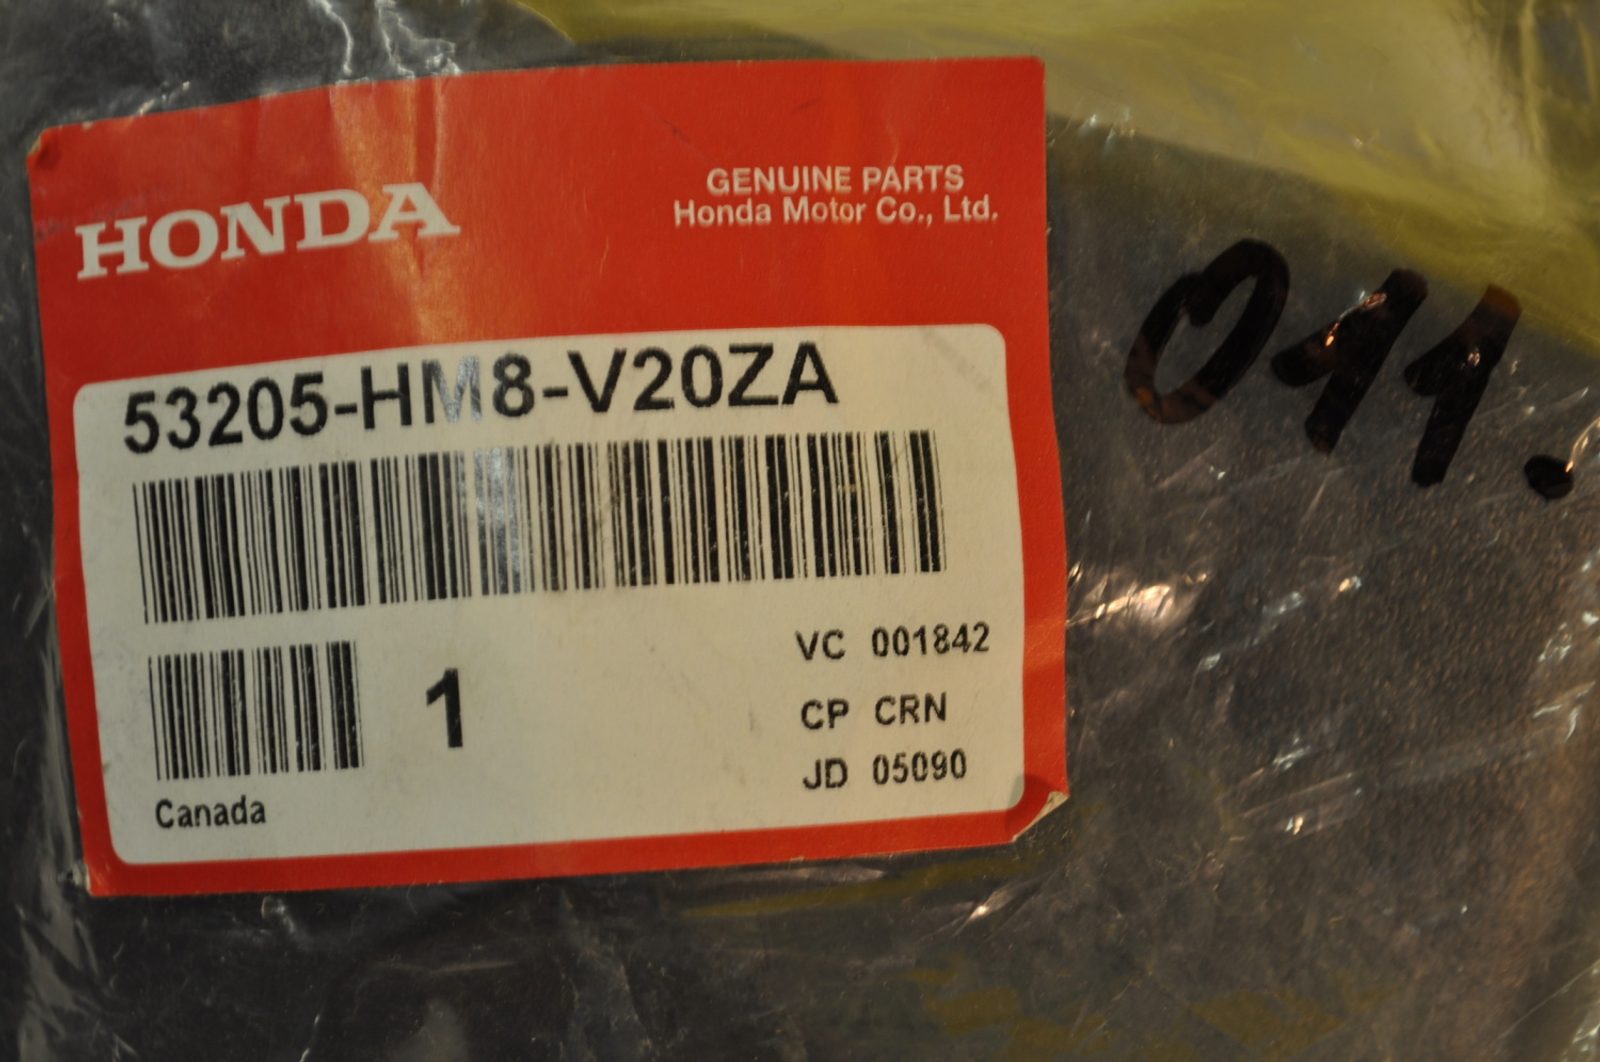 HONDA
GENUINE PARTS
Honda Motor Co., Ltd.
53205-HM8-V20ZA
1
VC 001842
CP CRN
JD 05090
Canada
011.